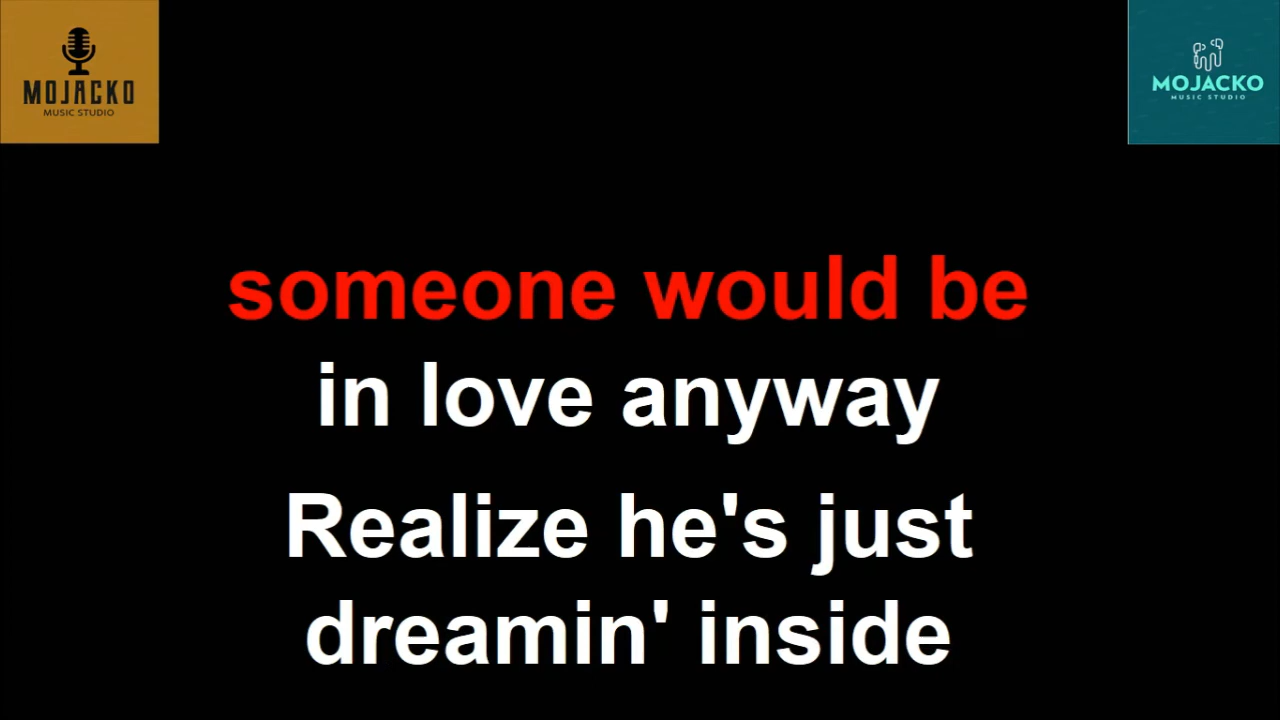 MOJACKO
MUSIC STUDIO
MOJACKO
MUSIC STUDIO
someone would be
in love anyway
Realize he's just
dreamin' inside